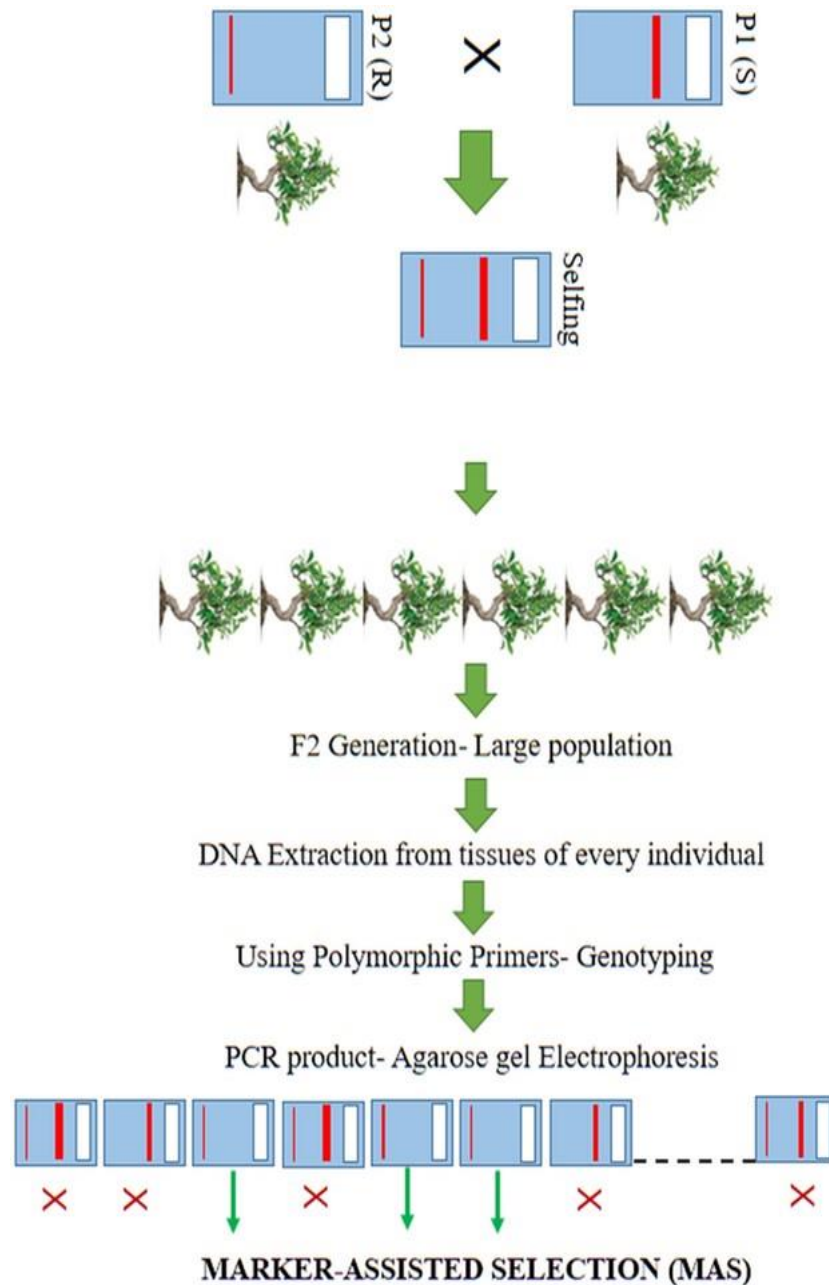 P2 (R)
X
P1 (S)
Selfing
F2 Generation- Large population
DNA Extraction from tissues of every individual
Using Polymorphic Primers- Genotyping
PCR product- Agarose gel Electrophoresis
X X X X X
MARKER-ASSISTED SELECTION (MAS)